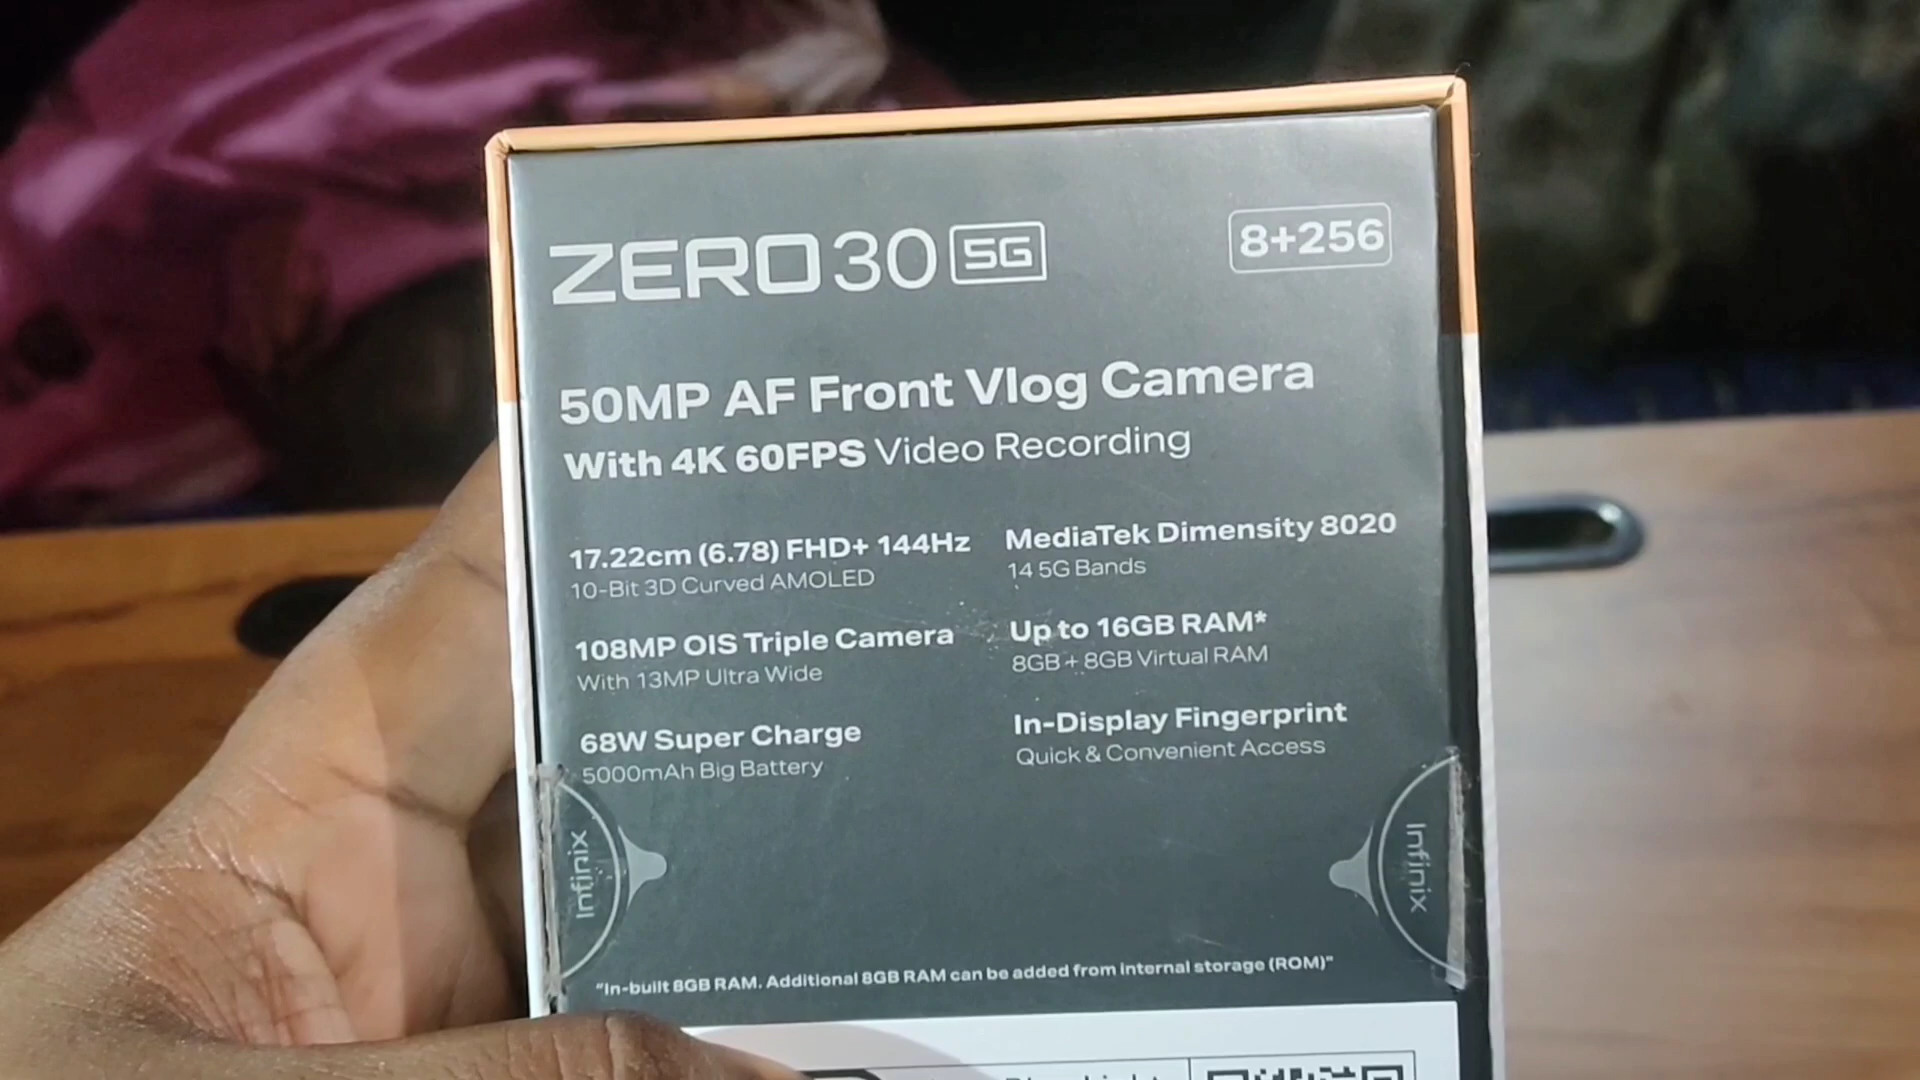 ZERO 30 5G
8+256
50MP AF Front Vlog Camera
With 4K 60FPS Video Recording
17.22cm (6.78) FHD+ 144Hz
10-Bit 3D Curved AMOLED
MediaTek Dimensity 8020
14 5G Bands
108MP OIS Triple Camera
With 13MP Ultra Wide
Up to 16GB RAM*
8GB + 8GB Virtual RAM
68W Super Charge
5000mAh Big Battery
In-Display Fingerprint
Quick & Convenient Access
Infinix
Infinix
"In-built 8GB RAM. Additional 8GB RAM can be added from internal storage (ROM)"